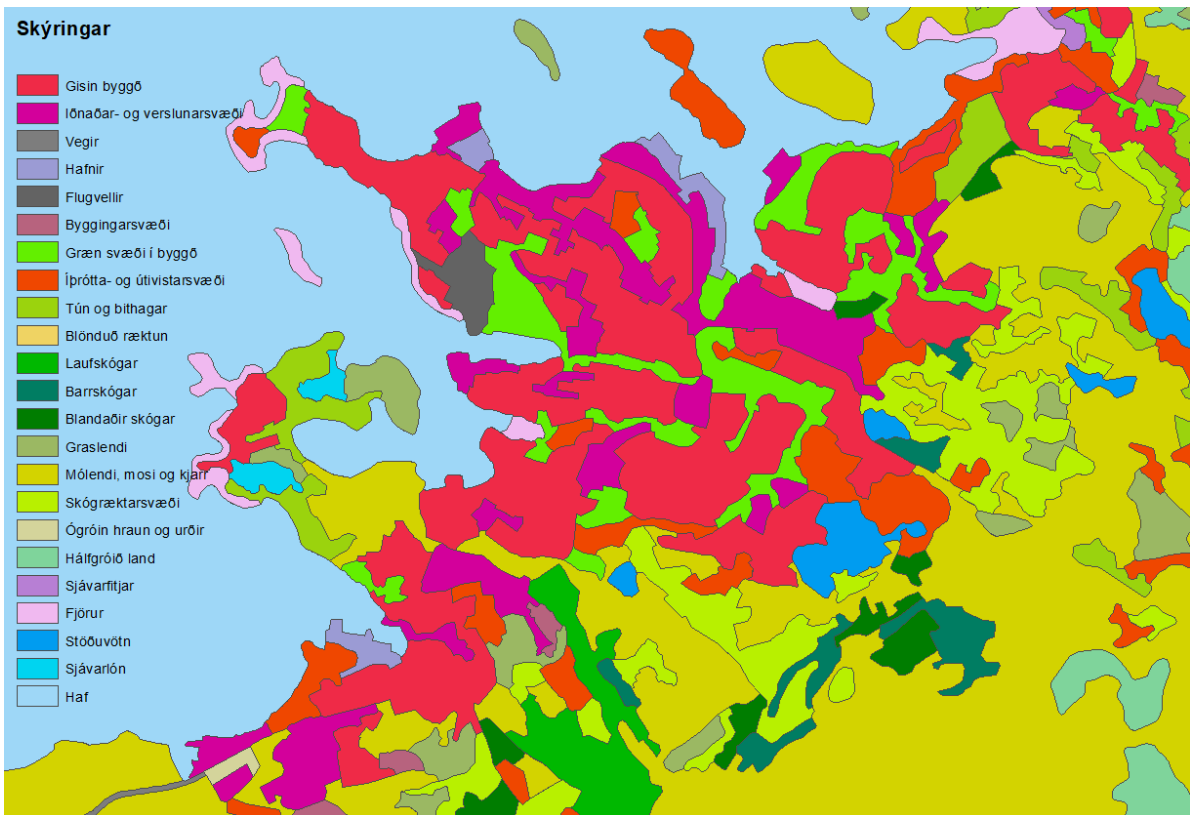 Skýringar
Gisin byggð
Iðnaðar- og verslunarsvæði
Vegir
Hafnir
Flugvellir
Byggingarsvæði
Græn svæði í byggð
Íþrótta- og útivistarsvæði
Tún og bithagar
Blönduð ræktun
Laufskógar
Barrskógar
Blandaðir skógar
Graslendi
Mólendi, mosi og kjarr
Skógræktarsvæði
Ógróin hraun og urðir
Hálfgróið land
Sjávarfitjar
Fjörur
Stöðuvötn
Sjávarlón
Haf